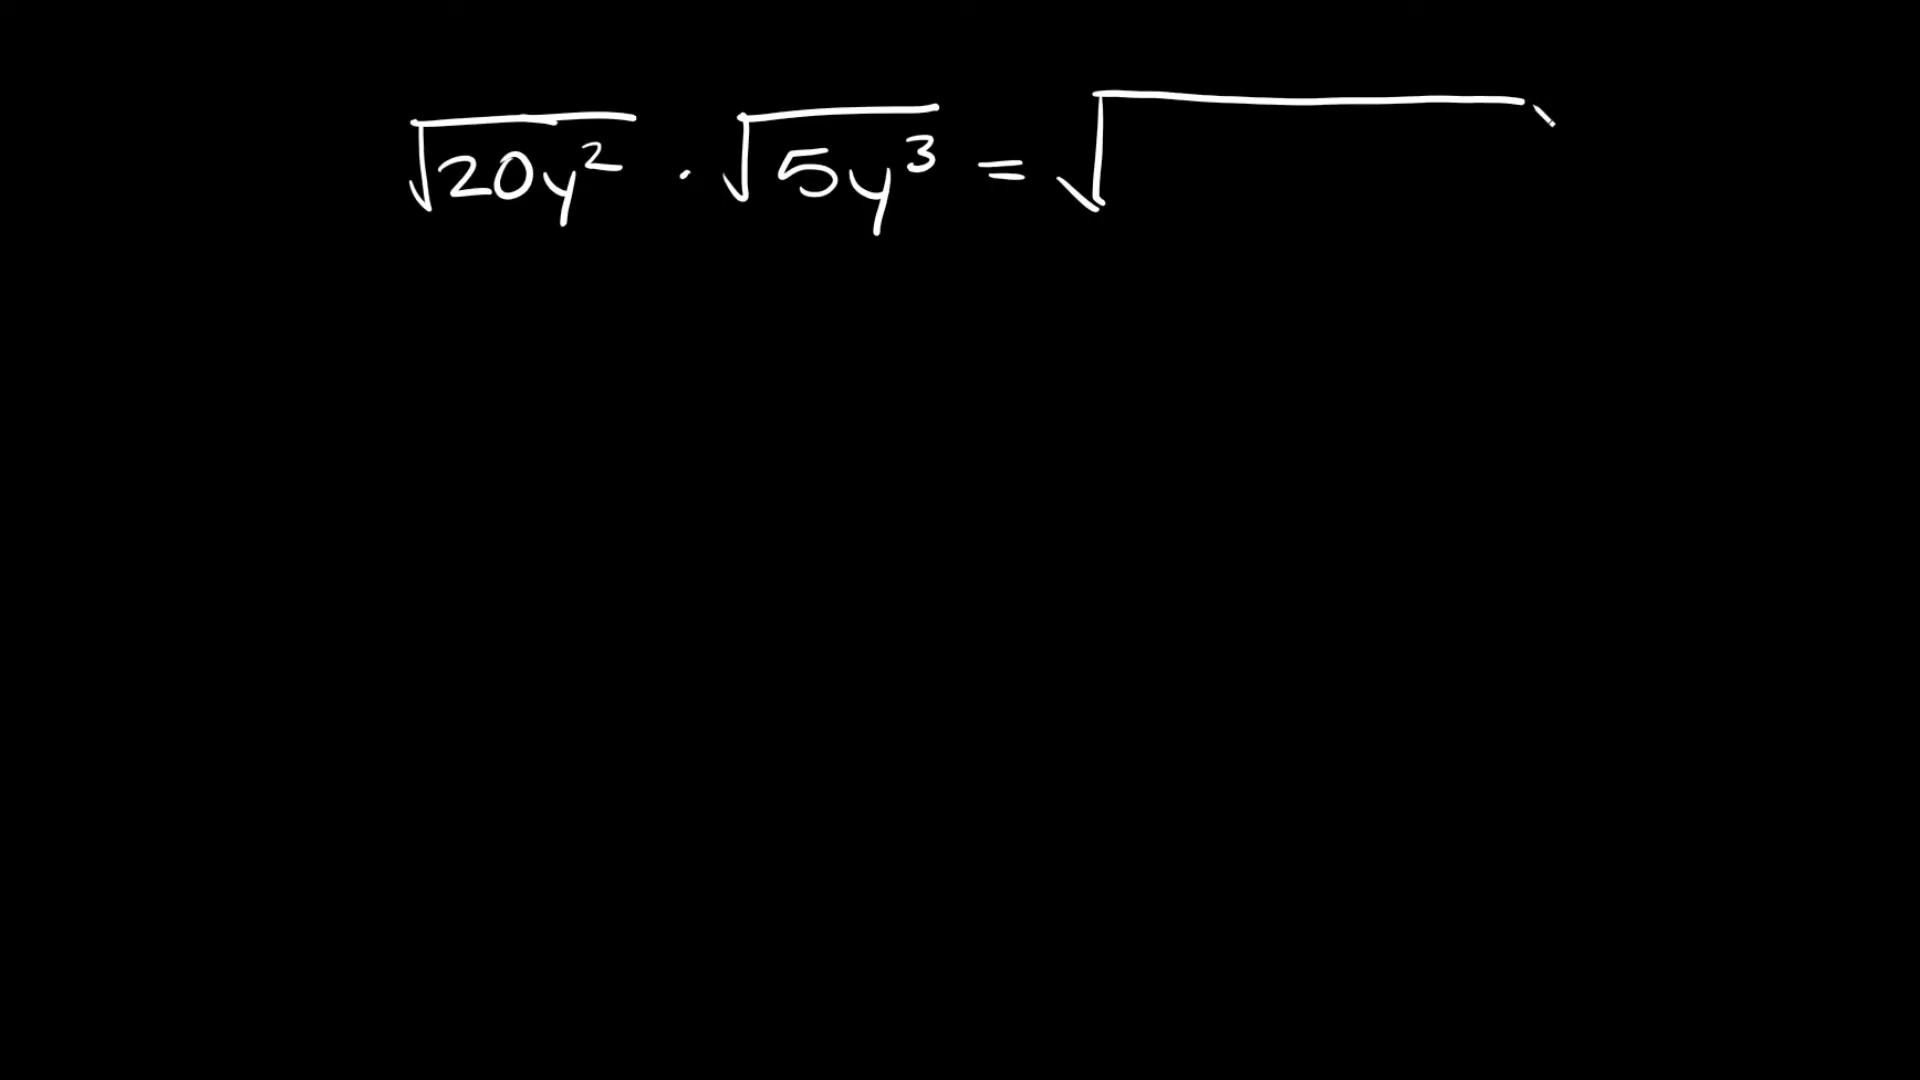 √20y² · √5y³ = √